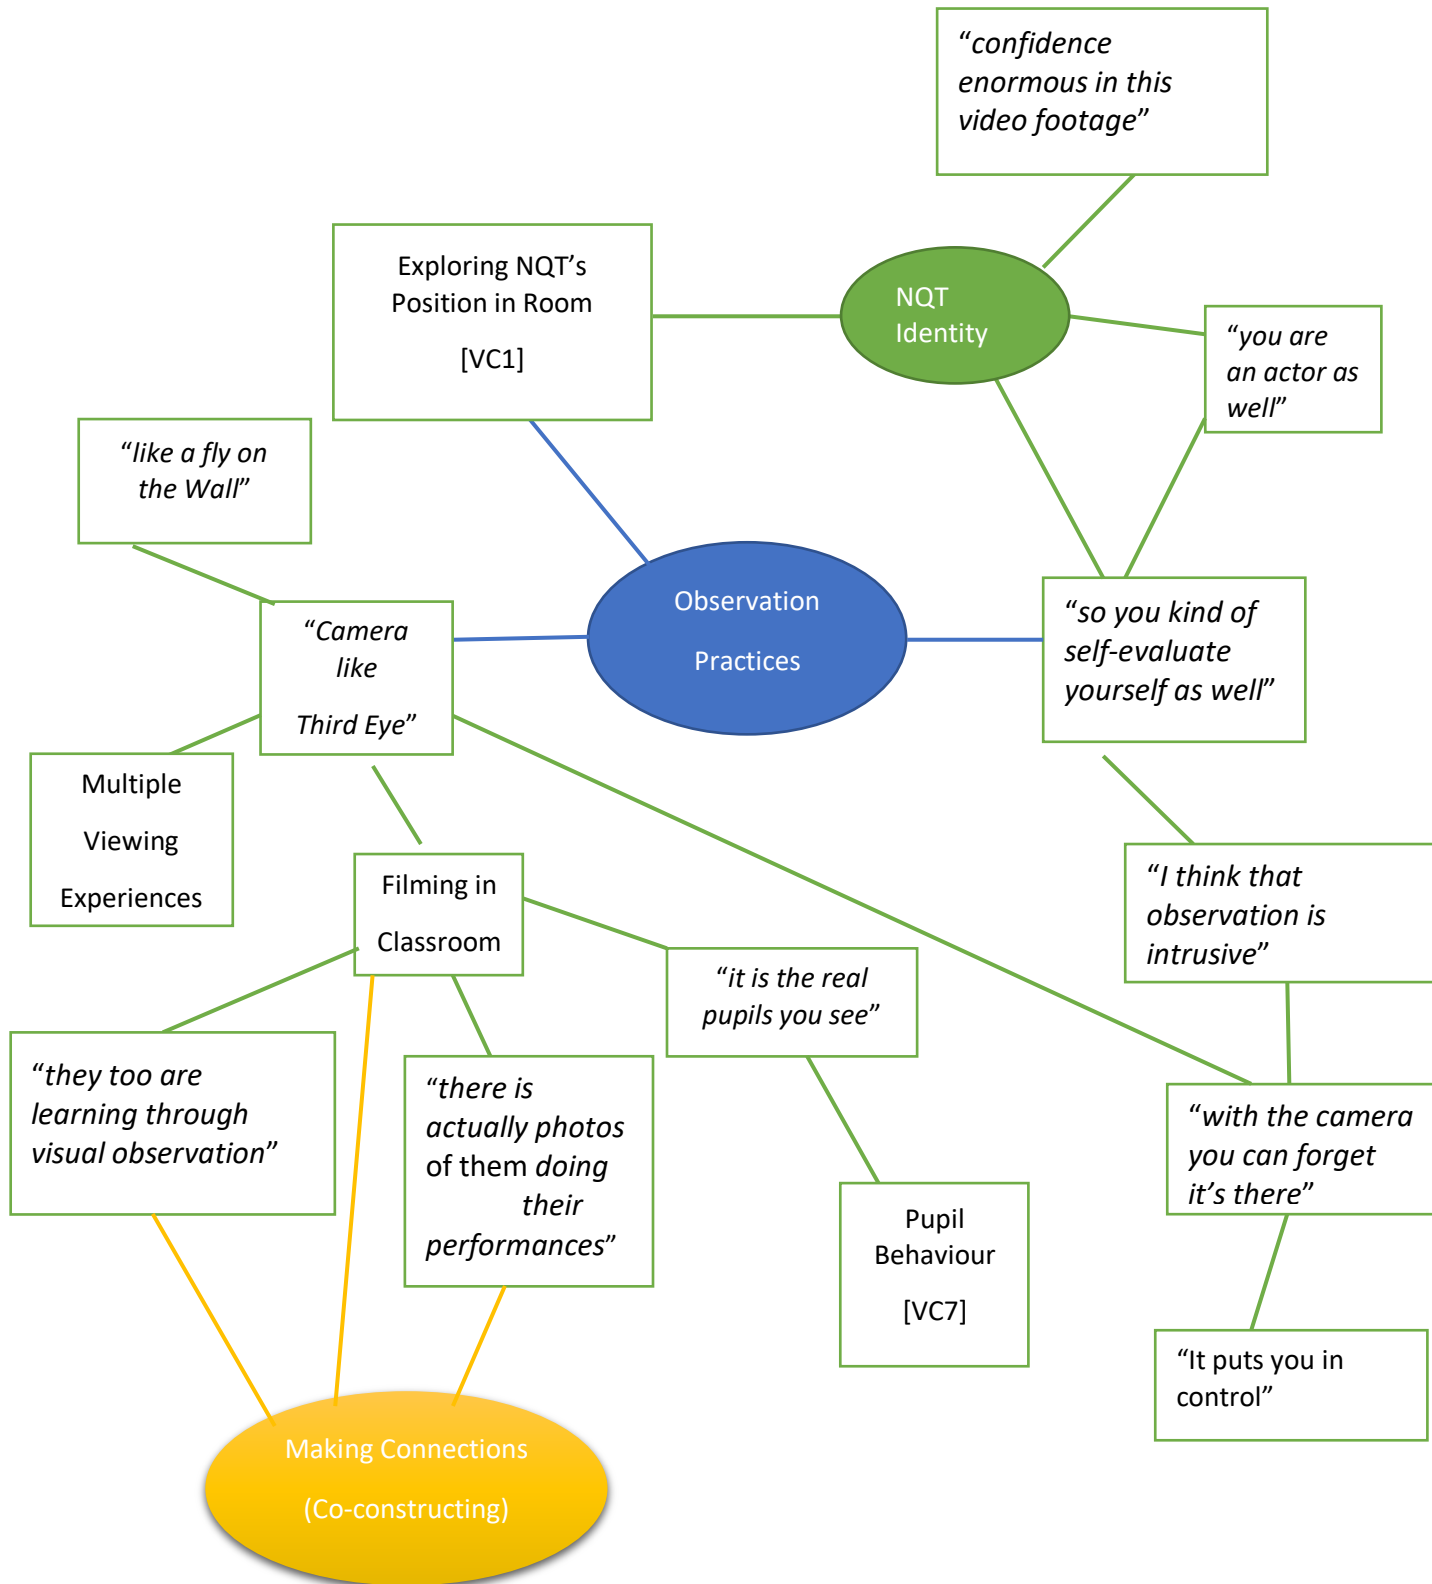 “confidence
enormous in this
video footage”
Exploring NQT’s
Position in Room
[VC1]
NQT
Identity
“you are
an actor as
well”
“like a fly on
the Wall”
Observation
Practices
“so you kind of
self-evaluate
yourself as well”
“Camera
like
Third Eye”
Multiple
Viewing
Experiences
Filming in
Classroom
“I think that
observation is
intrusive”
“it is the real
pupils you see”
“they too are
learning through
visual observation”
“there is
actually photos
of them doing
their
performances”
“with the camera
you can forget
it’s there”
Pupil
Behaviour
[VC7]
“It puts you in
control”
Making Connections
(Co-constructing)